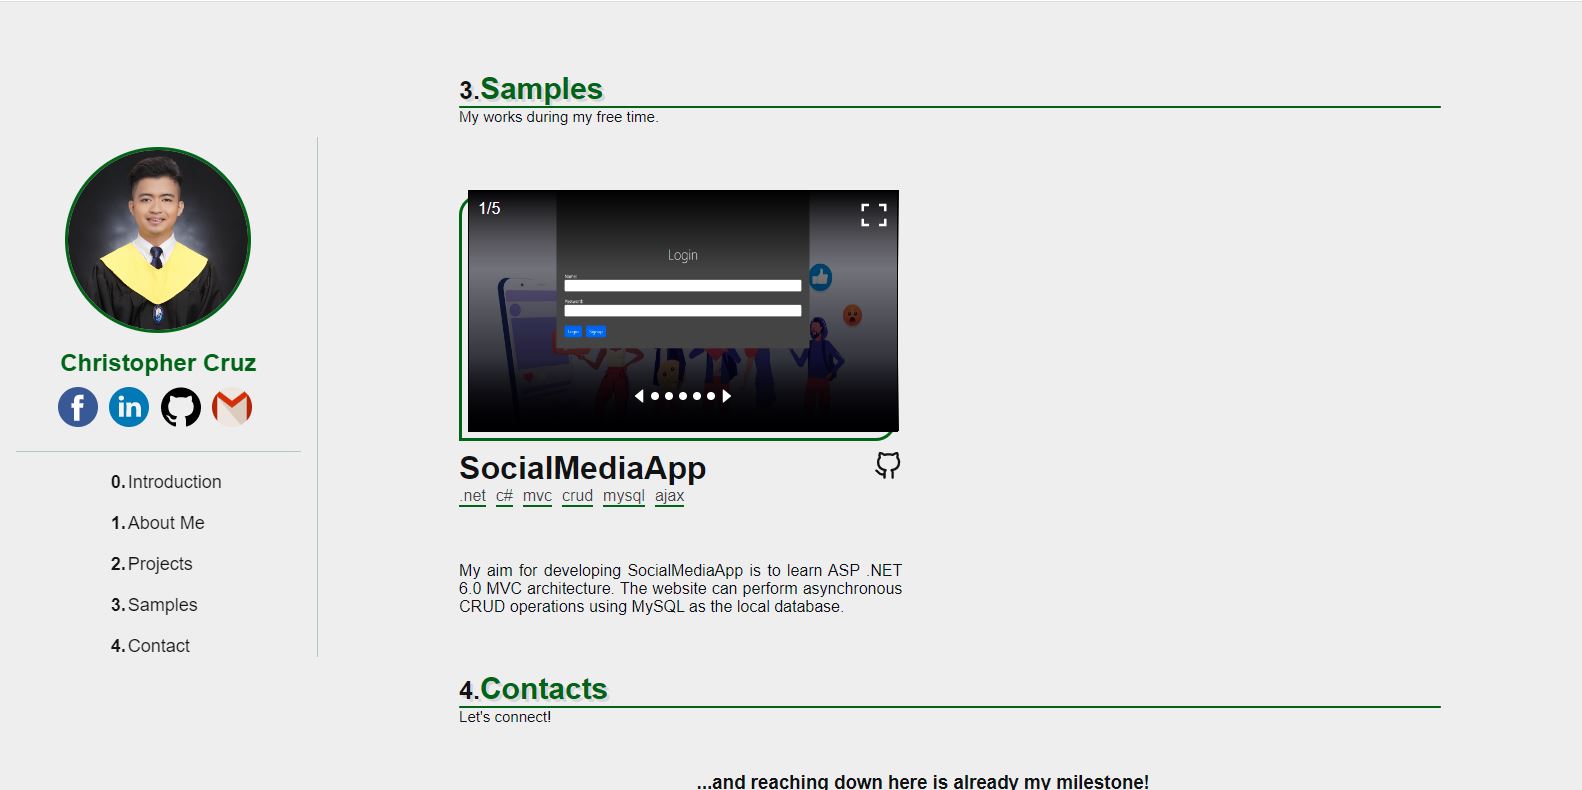 Christopher Cruz
0.Introduction
1.About Me
2.Projects
3.Samples
4.Contact
3.Samples
My works during my free time.
1/5
Login
Name:
Password:
Login Signup
SocialMediaApp
.net c# mvc crud mysql ajax
My aim for developing SocialMediaApp is to learn ASP .NET
6.0 MVC architecture. The website can perform asynchronous
CRUD operations using MySQL as the local database.
4.Contacts
Let's connect!
...and reaching down here is already my milestone!